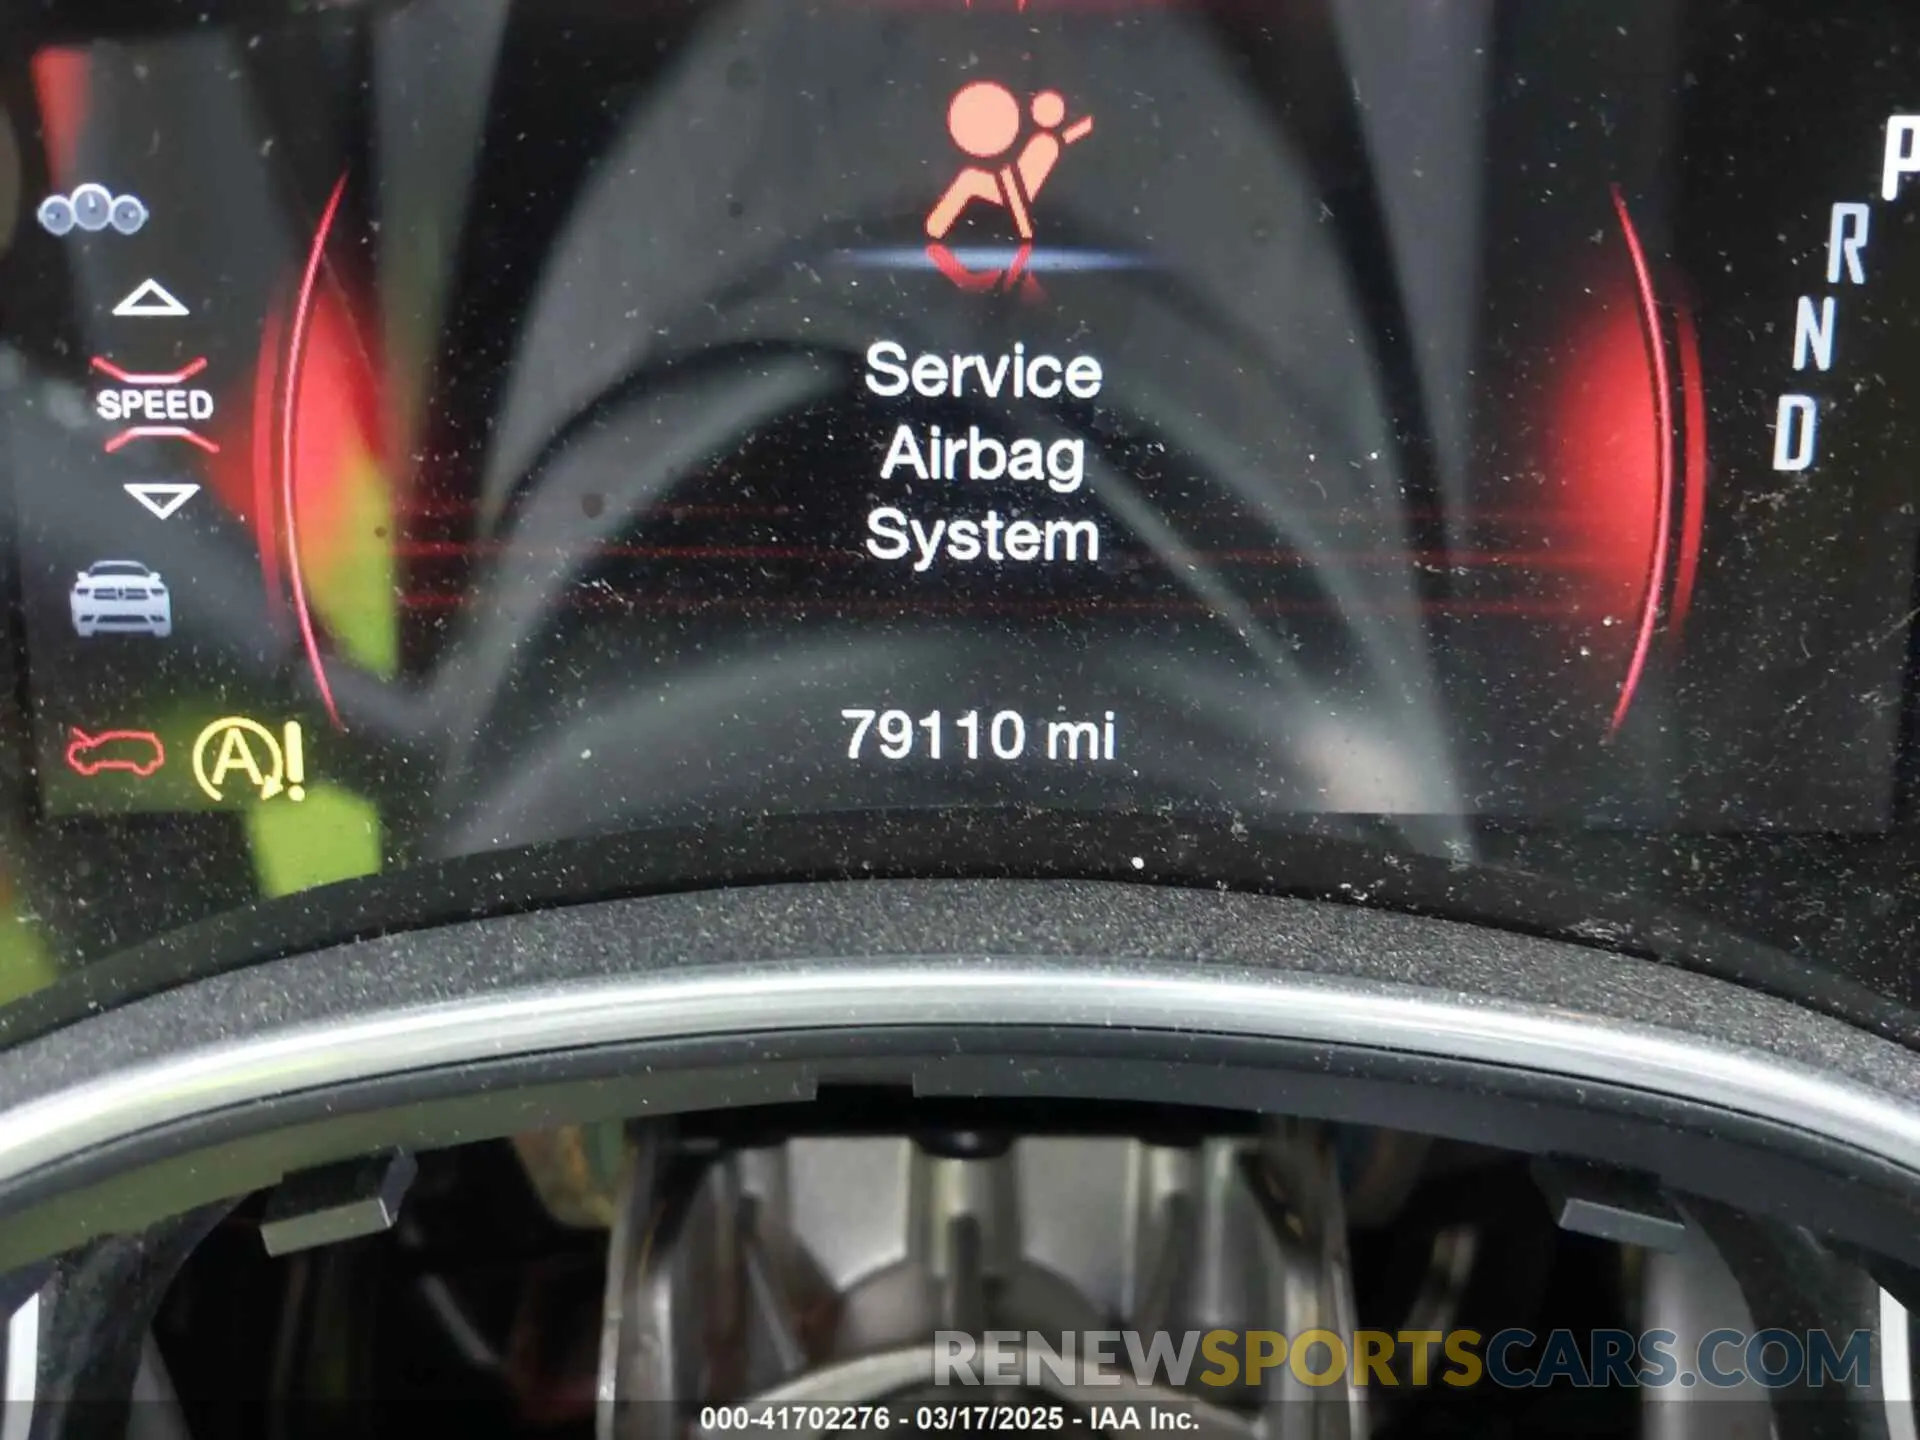 P
R
N
D
SPEED
Service
Airbag
System
79110 mi
A!
RENEWSPORTSCARS.COM
000-41702276 - 03/17/2025 - IAA Inc.